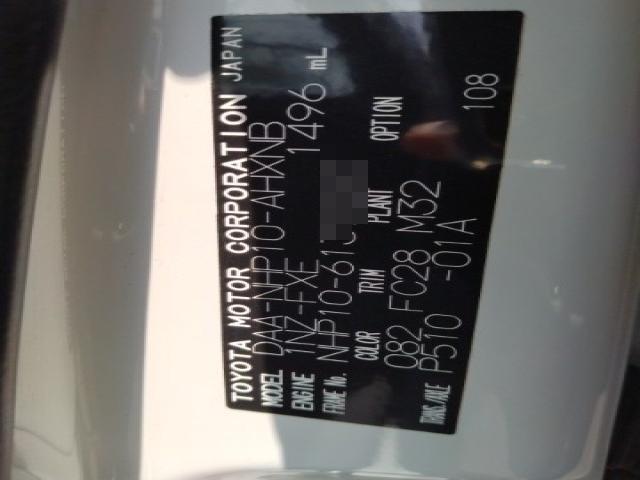 TOYOTA MOTOR CORPORATION JAPAN
MODEL DAA-NHP10-AHXNB
ENGINE 1NZ-FXE 1496 mL
FRAME No. NHP10-61
COLOR TRIM PLANT OPTION
082 FC28 M32
TRANS./AXLE P510 -01A 108